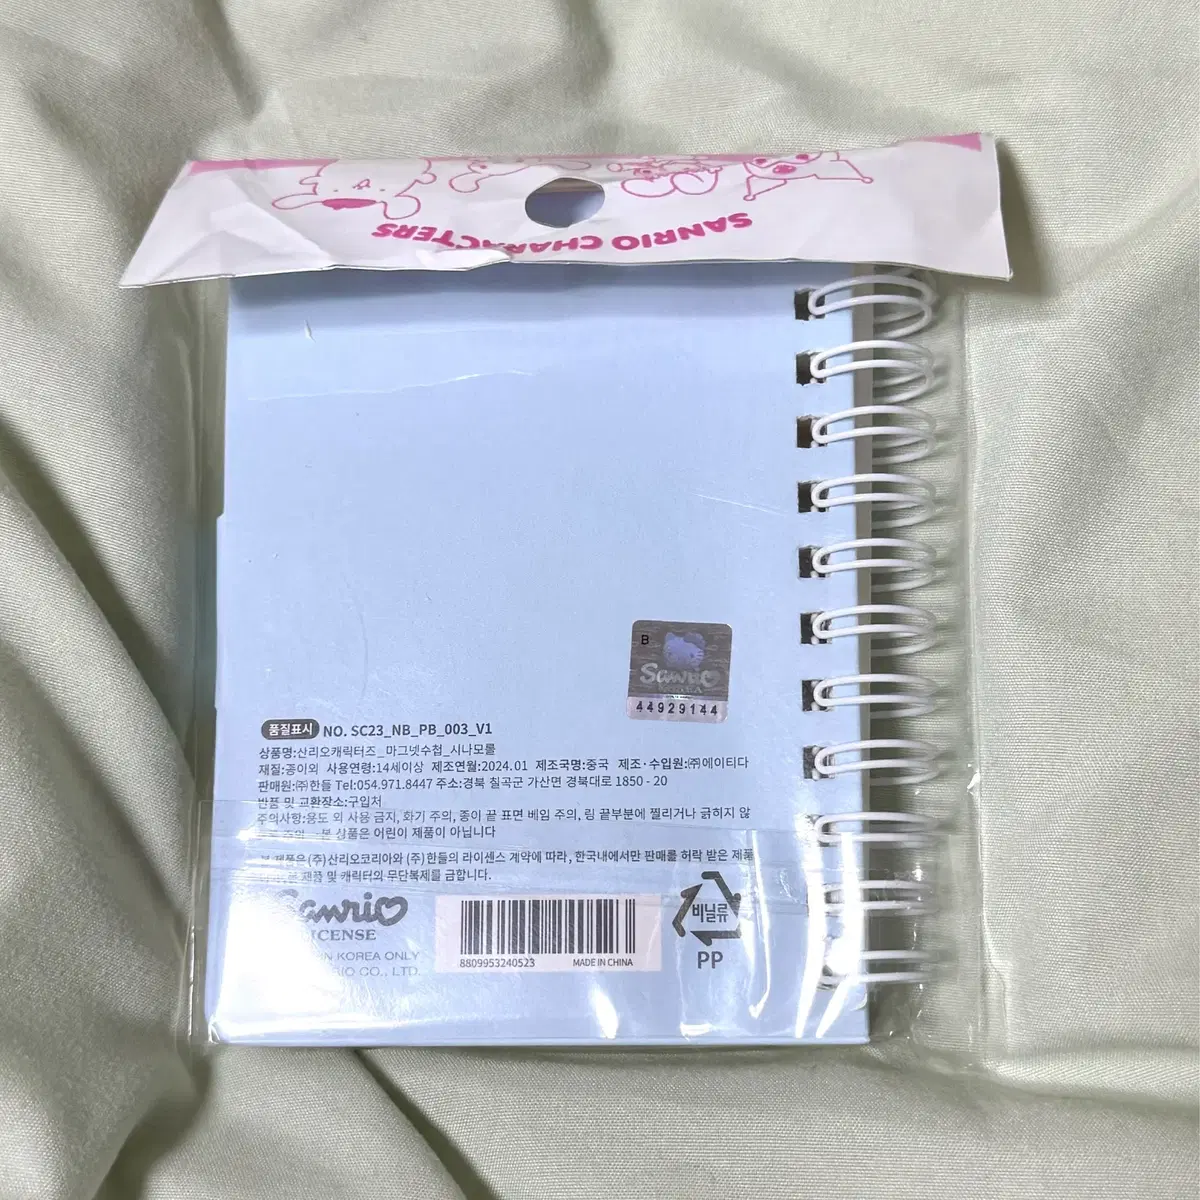 SANRIO CHARACTERS
B
Sanrio
44929144
품질표시 NO. SC23_NB_PB_003_V1
상품명:산리오캐릭터즈_마그넷수첩_시나모롤
재질:종이외 사용연령:14세이상 제조연월:2024.01 제조국명:중국 제조·수입원:㈜에이티다
판매원:㈜한들 Tel:054.971.8447 주소:경북 칠곡군 가산면 경북대로 1850 - 20
반품 및 교환장소:구입처
주의사항:용도 외 사용 금지, 화기 주의, 종이 끝 표면 베임 주의, 링 끝부분에 찔리거나 긁히지 않
주의 본 상품은 어린이 제품이 아닙니다
본 제품은 (주)산리오코리아와 (주)한들의 라이센스 계약에 따라, 한국내에서만 판매를 허락 받은 제품
본 제품 및 캐릭터의 무단복제를 금합니다.
Sanrio
LICENSE
IN KOREA ONLY
CO., LTD.
8809953240523 MADE IN CHINA
비닐류
PP